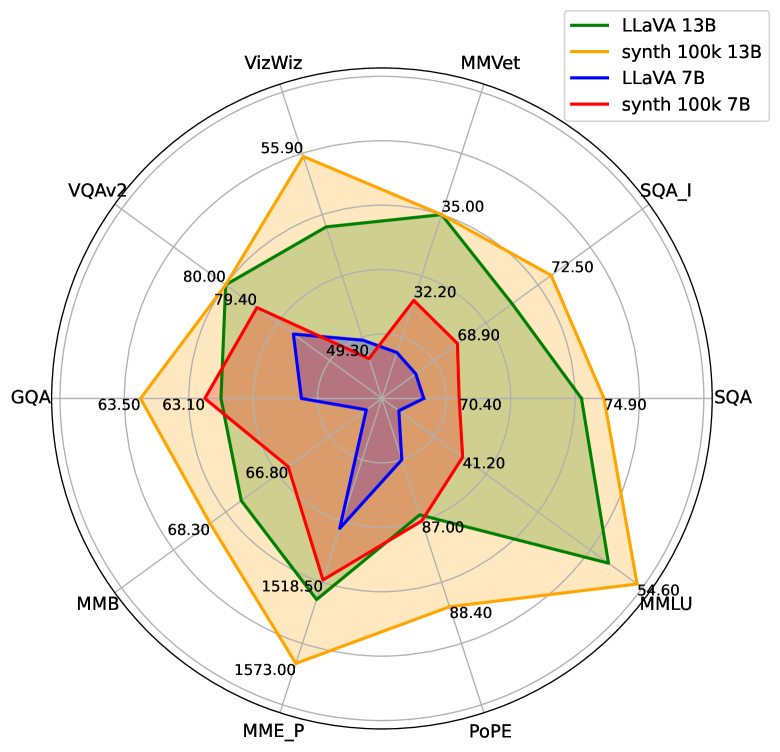 LLaVA 13B
synth 100k 13B
LLaVA 7B
synth 100k 7B
VizWiz
MMVet
55.90
VQAv2
SQA_I
35.00
72.50
80.00
79.40
32.20
68.90
49.30
GQA
63.50
63.10
70.40
74.90
SQA
66.80
41.20
68.30
87.00
1518.50
54.60
MMB
MMLU
88.40
1573.00
MME_P
PoPE